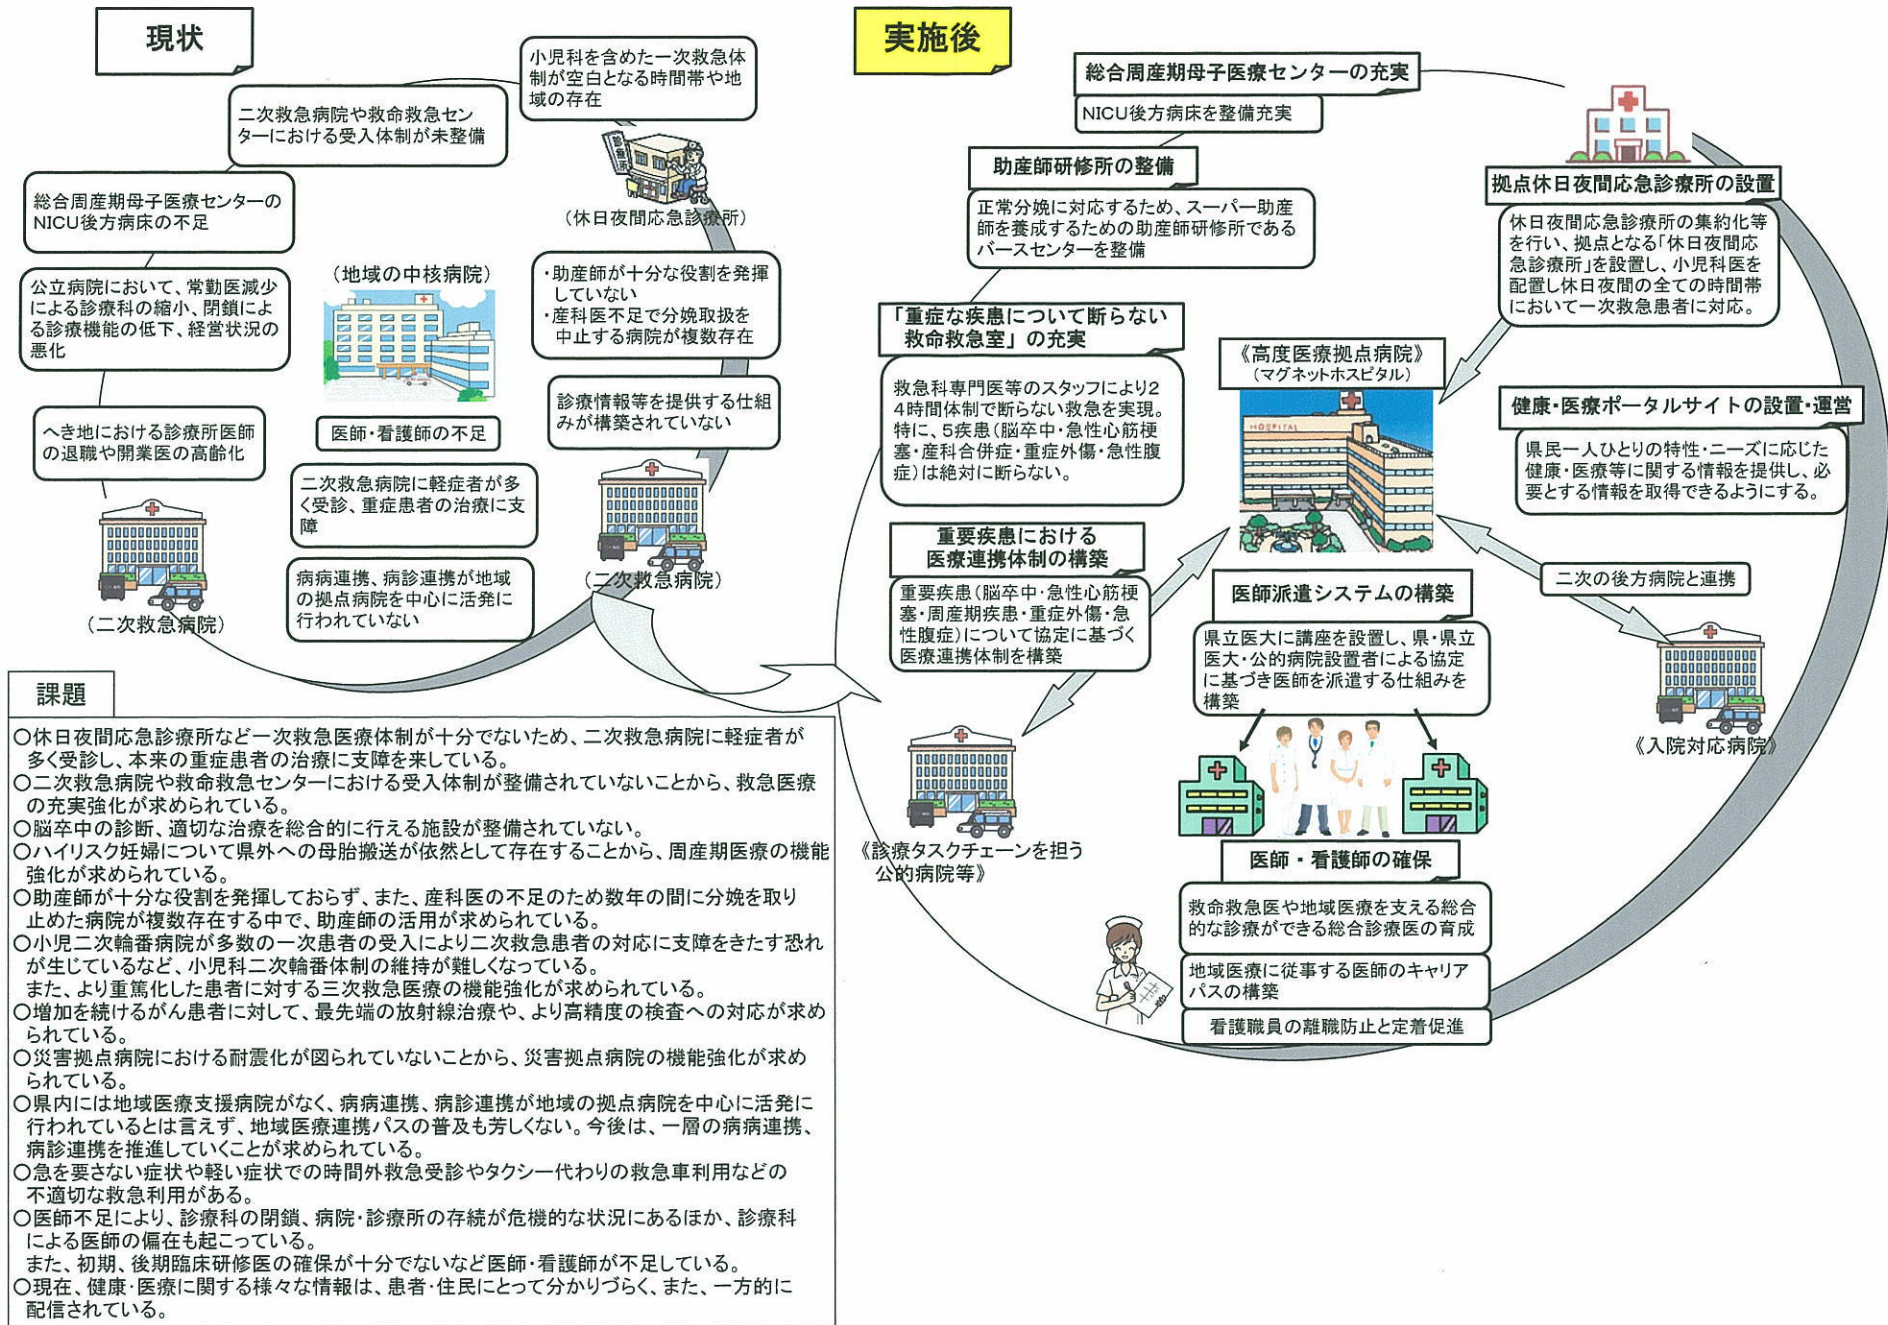 現状
小児科を含めた一次救急体
制が空白となる時間帯や地
域の存在
二次救急病院や救命救急セン
ターにおける受入体制が未整備
診療所
(休日夜間応急診療所)
総合周産期母子医療センターの
NICU後方病床の不足
公立病院において、常勤医減少
による診療科の縮小、閉鎖によ
る診療機能の低下、経営状況の
悪化
(地域の中核病院)
・助産師が十分な役割を発揮
していない
・産科医不足で分娩取扱を
中止する病院が複数存在
診療情報等を提供する仕組
みが構築されていない
へき地における診療所医師
の退職や開業医の高齢化
医師・看護師の不足
二次救急病院に軽症者が多
く受診、重症患者の治療に支
障
病病連携、病診連携が地域
の拠点病院を中心に活発に
行われていない
(二次救急病院)
(二次救急病院)
課題
○休日夜間応急診療所など一次救急医療体制が十分でないため、二次救急病院に軽症者が
多く受診し、本来の重症患者の治療に支障を来している。
○二次救急病院や救命救急センターにおける受入体制が整備されていないことから、救急医療
の充実強化が求められている。
○脳卒中の診断、適切な治療を総合的に行える施設が整備されていない。
○ハイリスク妊婦について県外への母胎搬送が依然として存在することから、周産期医療の機能
強化が求められている。
○助産師が十分な役割を発揮しておらず、また、産科医の不足のため数年の間に分娩を取り
止めた病院が複数存在する中で、助産師の活用が求められている。
○小児二次輪番病院が多数の一次患者の受入により二次救急患者の対応に支障をきたす恐れ
が生じているなど、小児科二次輪番体制の維持が難しくなっている。
また、より重篤化した患者に対する三次救急医療の機能強化が求められている。
○増加を続けるがん患者に対して、最先端の放射線治療や、より高精度の検査への対応が求め
られている。
○災害拠点病院における耐震化が図られていないことから、災害拠点病院の機能強化が求め
られている。
○県内には地域医療支援病院がなく、病病連携、病診連携が地域の拠点病院を中心に活発に
行われているとは言えず、地域医療連携パスの普及も芳しくない。今後は、一層の病病連携、
病診連携を推進していくことが求められている。
○急を要さない症状や軽い症状での時間外救急受診やタクシー代わりの救急車利用などの
不適切な救急利用がある。
○医師不足により、診療科の閉鎖、病院・診療所の存続が危機的な状況にあるほか、診療科
による医師の偏在も起こっている。
また、初期、後期臨床研修医の確保が十分でないなど医師・看護師が不足している。
○現在、健康・医療に関する様々な情報は、患者・住民にとって分かりづらく、また、一方的に
配信されている。
実施後
総合周産期母子医療センターの充実
NICU後方病床を整備充実
助産師研修所の整備
正常分娩に対応するため、スーパー助産
師を養成するための助産師研修所である
バースセンターを整備
拠点休日夜間応急診療所の設置
休日夜間応急診療所の集約化等
を行い、拠点となる「休日夜間応
急診療所」を設置し、小児科医を
配置し休日夜間の全ての時間帯
において一次救急患者に対応。
「重症な疾患について断らない
救命救急室」の充実
救急科専門医等のスタッフにより2
4時間体制で断らない救急を実現。
特に、5疾患(脳卒中・急性心筋梗
塞・産科合併症・重症外傷・急性腹
症)は絶対に断らない。
《高度医療拠点病院》
(マグネットホスピタル)
HOSPITAL
健康・医療ポータルサイトの設置・運営
県民一人ひとりの特性・ニーズに応じた
健康・医療等に関する情報を提供し、必
要とする情報を取得できるようにする。
重要疾患における
医療連携体制の構築
重要疾患(脳卒中・急性心筋梗
塞・周産期疾患・重症外傷・急
性腹症)について協定に基づく
医療連携体制を構築
二次の後方病院と連携
医師派遣システムの構築
県立医大に講座を設置し、県・県立
医大・公的病院設置者による協定
に基づき医師を派遣する仕組みを
構築
《入院対応病院》
《診療タスクチェーンを担う
公的病院等》
医師・看護師の確保
救命救急医や地域医療を支える総合
的な診療ができる総合診療医の育成
地域医療に従事する医師のキャリア
パスの構築
看護職員の離職防止と定着促進